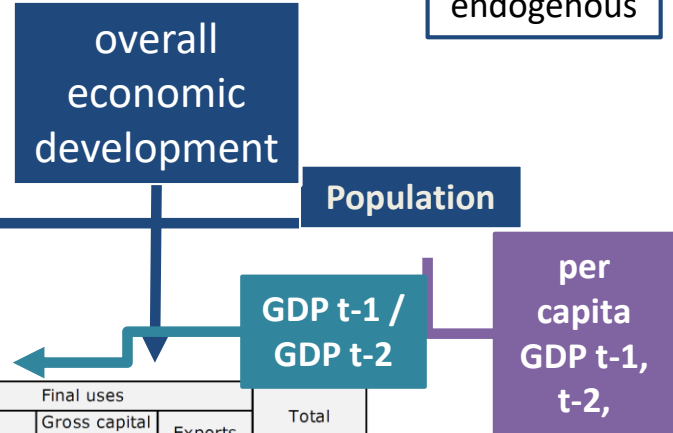 endogenous
overall
economic
development
Population
GDP t-1 /
GDP t-2
per
capita
GDP t-1,
t-2,
Final uses
Gross capital
Exports
Total